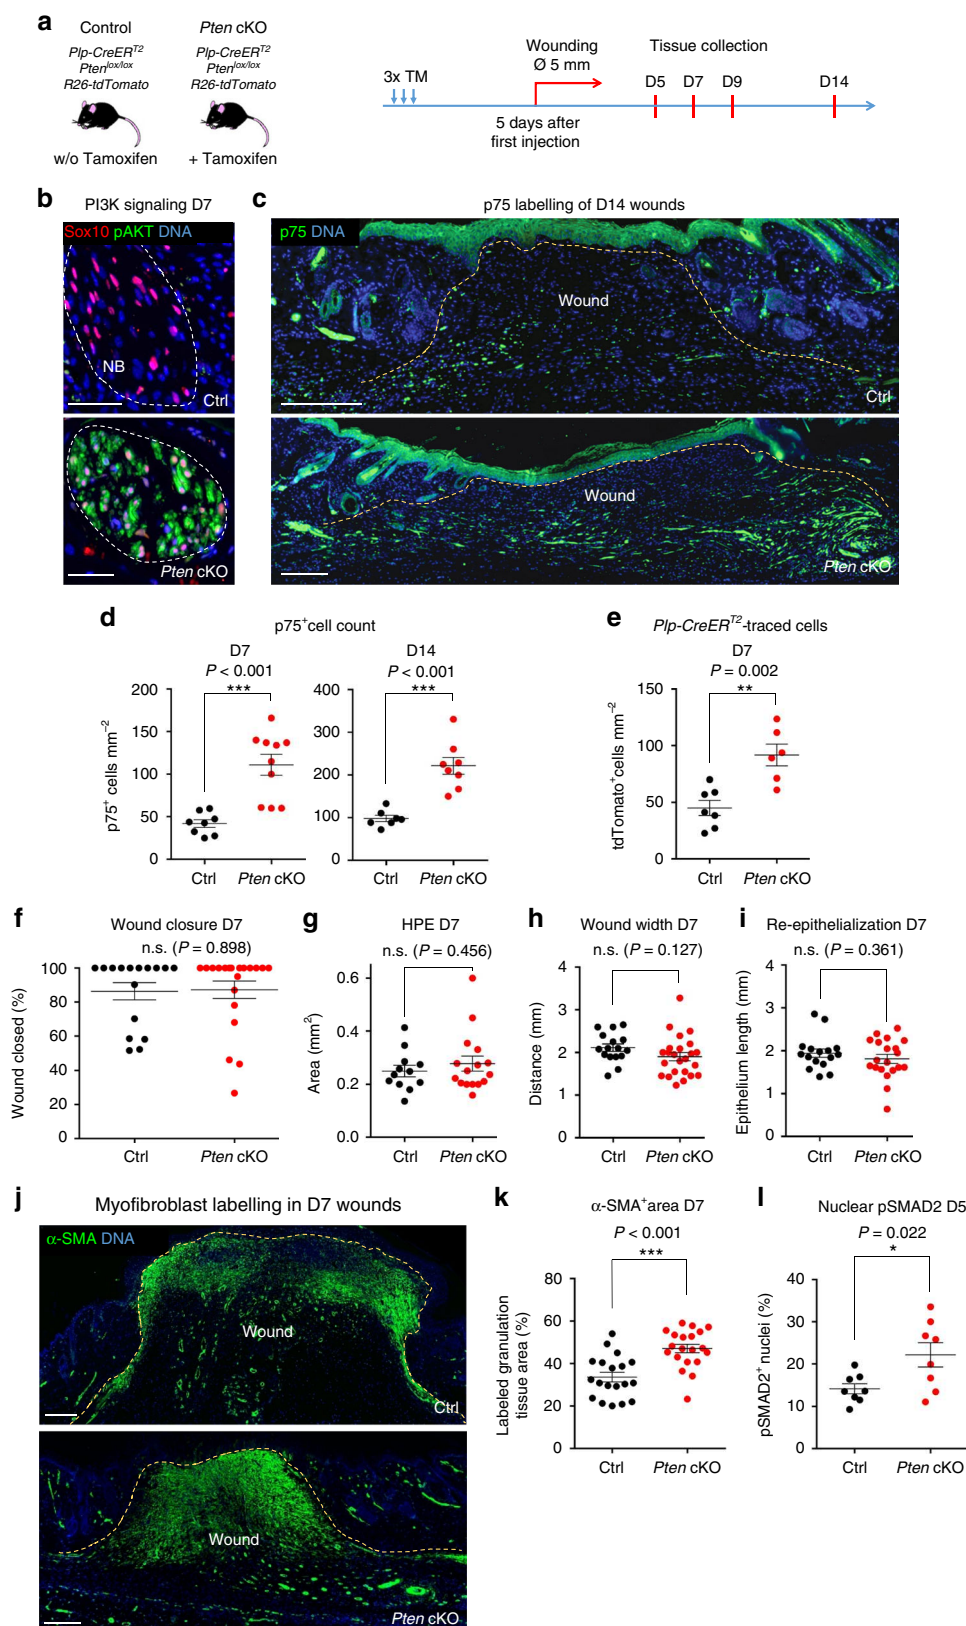 a
Control
Plp-CreER^T2
Pten^lox/lox
R26-tdTomato
w/o Tamoxifen
Pten cKO
Plp-CreER^T2
Pten^lox/lox
R26-tdTomato
+ Tamoxifen
3x TM
Wounding
Ø 5 mm
5 days after
first injection
Tissue collection
D5 D7 D9 D14
b
PI3K signaling D7
Sox10 pAKT DNA
NB
Ctrl
Pten cKO
c
p75 labelling of D14 wounds
p75 DNA
Wound
Ctrl
Wound
Pten cKO
d
p75⁺cell count
D7
P < 0.001
***
p75⁺ cells mm⁻²
200
150
100
50
0
Ctrl Pten cKO
D14
P < 0.001
***
400
300
200
100
0
Ctrl Pten cKO
e
Plp-CreER^T2-traced cells
D7
P = 0.002
**
tdTomato⁺cells mm⁻²
150
100
50
0
Ctrl Pten cKO
f
Wound closure D7
n.s. (P = 0.898)
Wound closed (%)
100
80
60
40
20
0
Ctrl Pten cKO
g
HPE D7
n.s. (P = 0.456)
Area (mm²)
0.6
0.4
0.2
0.0
Ctrl Pten cKO
h
Wound width D7
n.s. (P = 0.127)
Distance (mm)
4
3
2
1
0
Ctrl Pten cKO
i
Re-epithelialization D7
n.s. (P = 0.361)
Epithelium length (mm)
4
3
2
1
0
Ctrl Pten cKO
j
Myofibroblast labelling in D7 wounds
α-SMA DNA
Wound
Ctrl
Wound
Pten cKO
k
α-SMA⁺area D7
P < 0.001
***
Labeled granulation
tissue area (%)
80
60
40
20
0
Ctrl Pten cKO
l
Nuclear pSMAD2 D5
P = 0.022
*
pSMAD2⁺ nuclei (%)
40
30
20
10
0
Ctrl Pten cKO